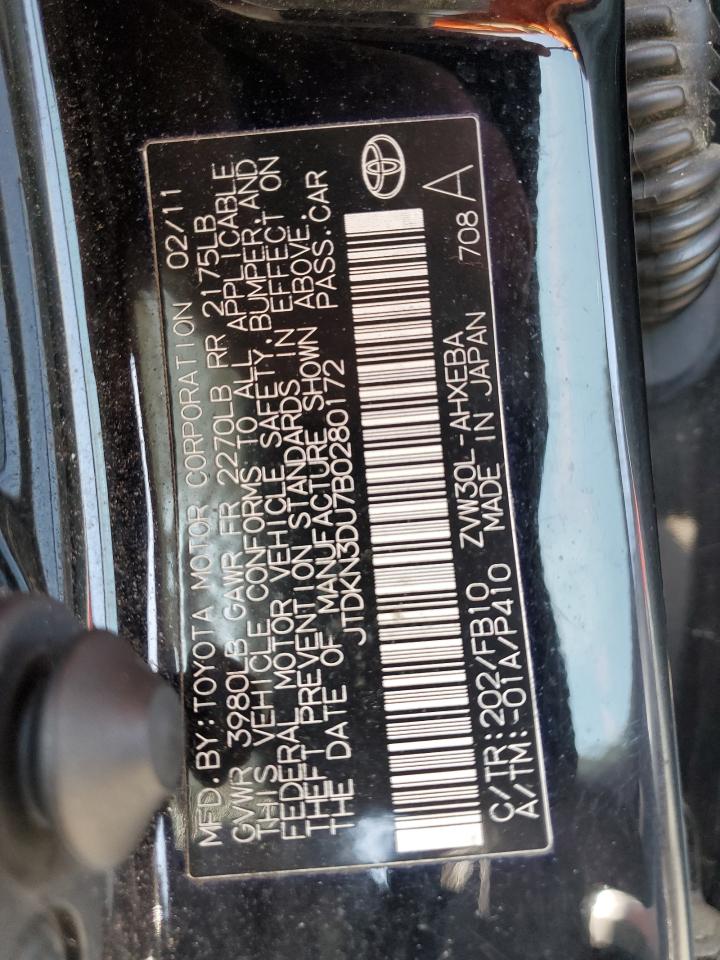 MFD.BY:TOYOTA MOTOR CORPORATION 02/11
GVWR 3980LB GAWR FR 2270LB RR 2175LB
THIS VEHICLE CONFORMS TO ALL APPLICABLE
FEDERAL MOTOR VEHICLE SAFETY,BUMPER,AND
THEFT PREVENTION STANDARDS IN EFFECT ON
THE DATE OF MANUFACTURE SHOWN ABOVE.
JTDKN3DU7B0280172 PASS.CAR
C/TR:202/FB10 ZVW30L-AHXEBA 708
A/TM:-01A/P410 MADE IN JAPAN A